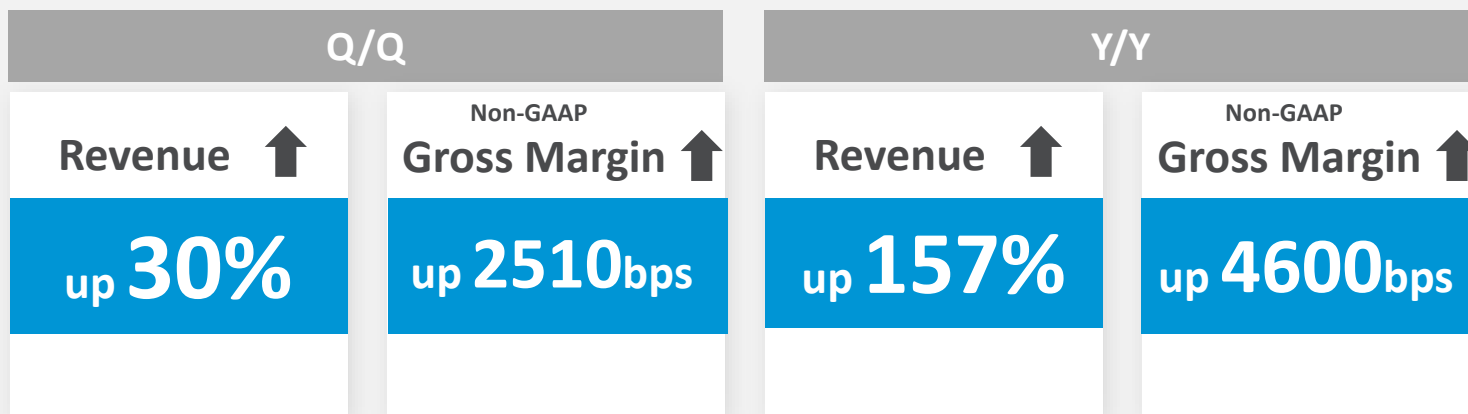 Q/Q
Revenue
up 30%
Non-GAAP
Gross Margin
up 2510bps
Y/Y
Revenue
up 157%
Non-GAAP
Gross Margin
up 4600bps